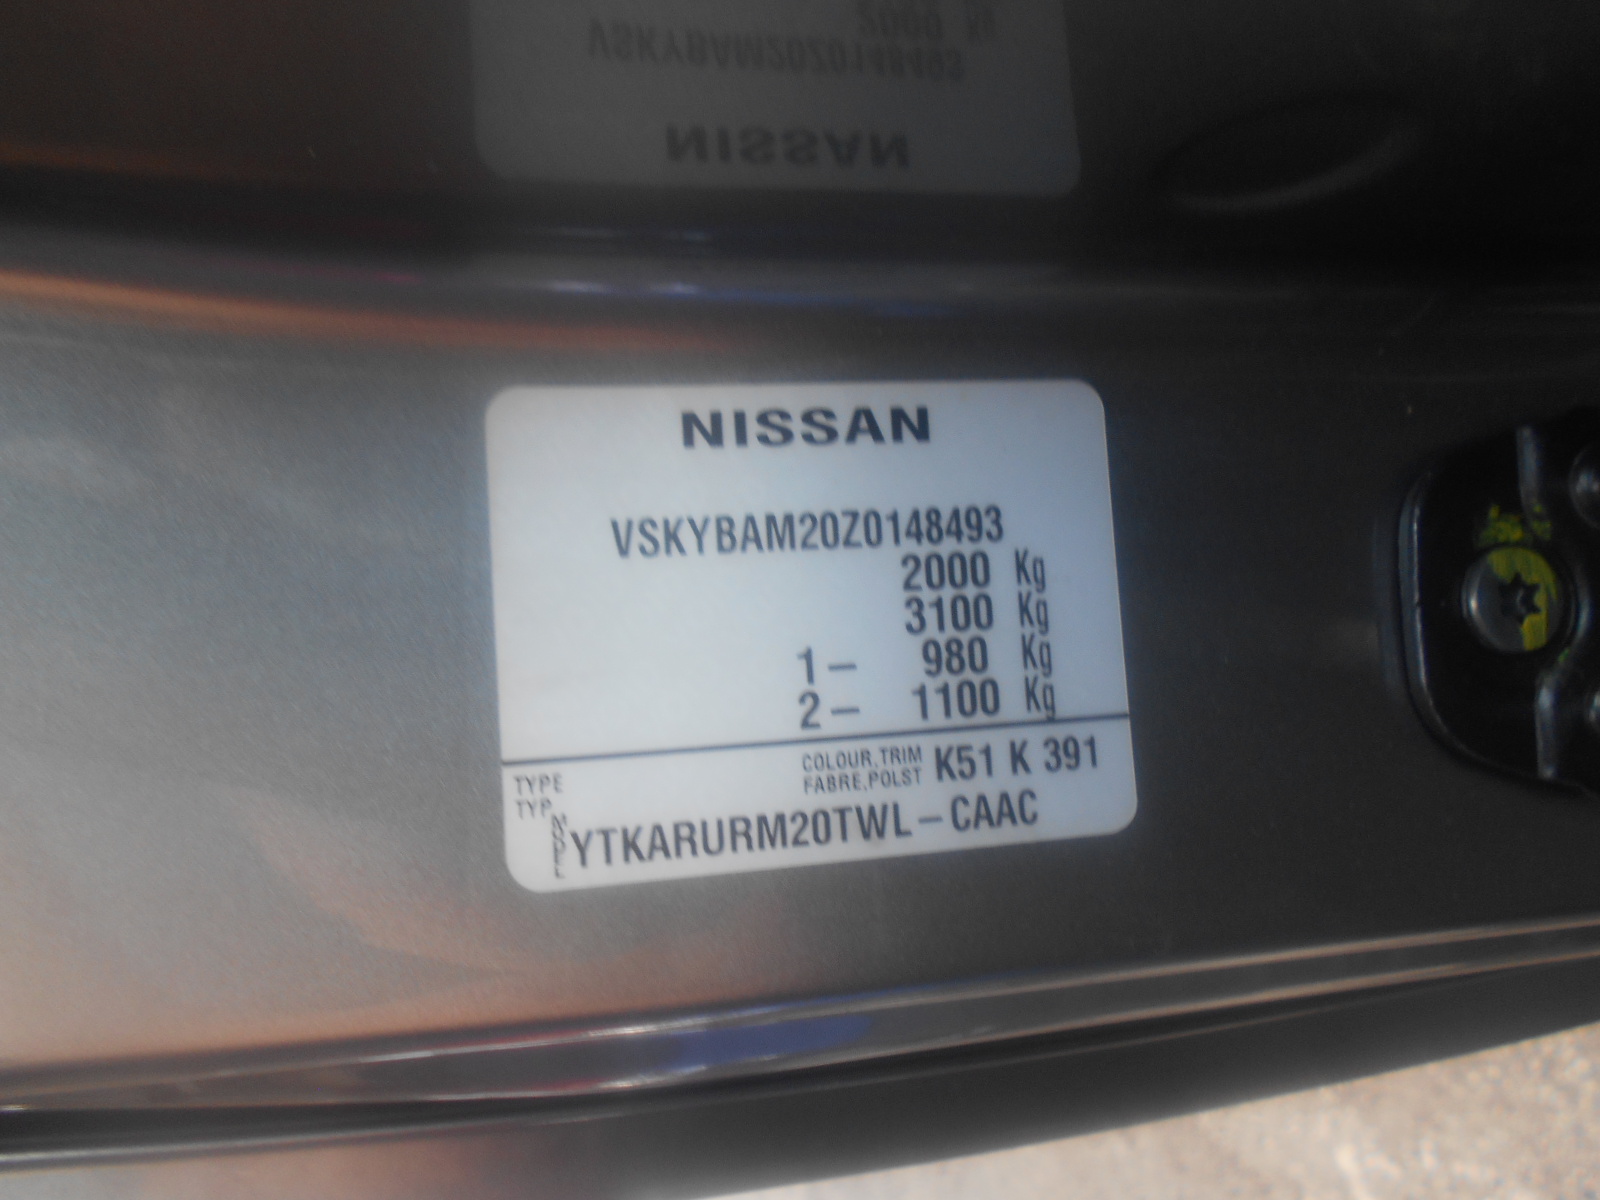 NISSAN
VSKYBAM20Z0148493
2000 Kg
3100 Kg
1- 980 Kg
2- 1100 Kg
TYPE COLOUR,TRIM K51 K 391
TYP FABRE,POLST
MODEL YTKARURM20TWL-CAAC